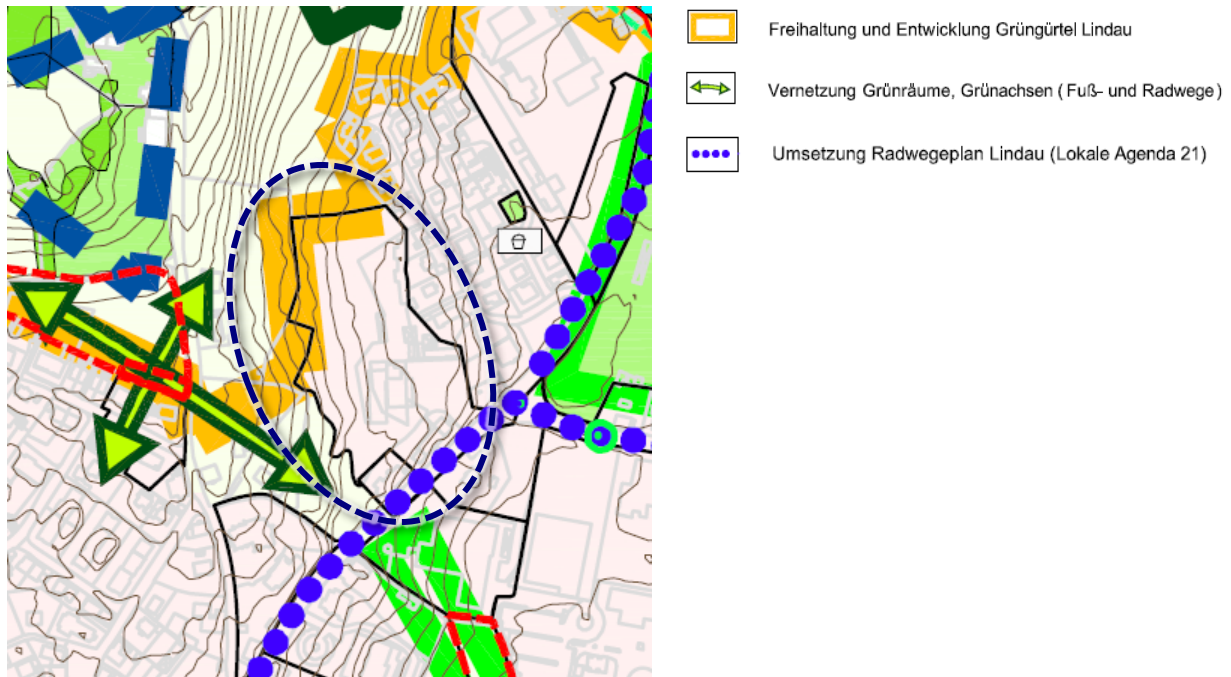 Freihaltung und Entwicklung Grüngürtel Lindau
Vernetzung Grünräume, Grünachsen ( Fuß- und Radwege )
Umsetzung Radwegeplan Lindau (Lokale Agenda 21)